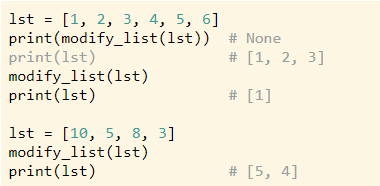 lst = [1, 2, 3, 4, 5, 6]
print(modify_list(lst))  # None
print(lst)               # [1, 2, 3]
modify_list(lst)
print(lst)               # [1]

lst = [10, 5, 8, 3]
modify_list(lst)
print(lst)               # [5, 4]